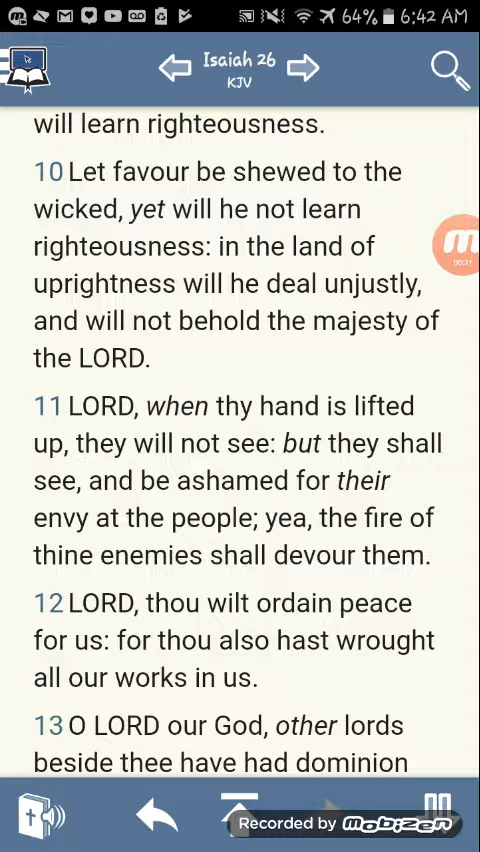 64% 6:42 AM
Isaiah 26
KJV
will learn righteousness.
10 Let favour be shewed to the
wicked, yet will he not learn
righteousness: in the land of
uprightness will he deal unjustly,
and will not behold the majesty of
the LORD.
11 LORD, when thy hand is lifted
up, they will not see: but they shall
see, and be ashamed for their
envy at the people; yea, the fire of
thine enemies shall devour them.
12 LORD, thou wilt ordain peace
for us: for thou also hast wrought
all our works in us.
13 O LORD our God, other lords
beside thee have had dominion
Recorded by mobizen